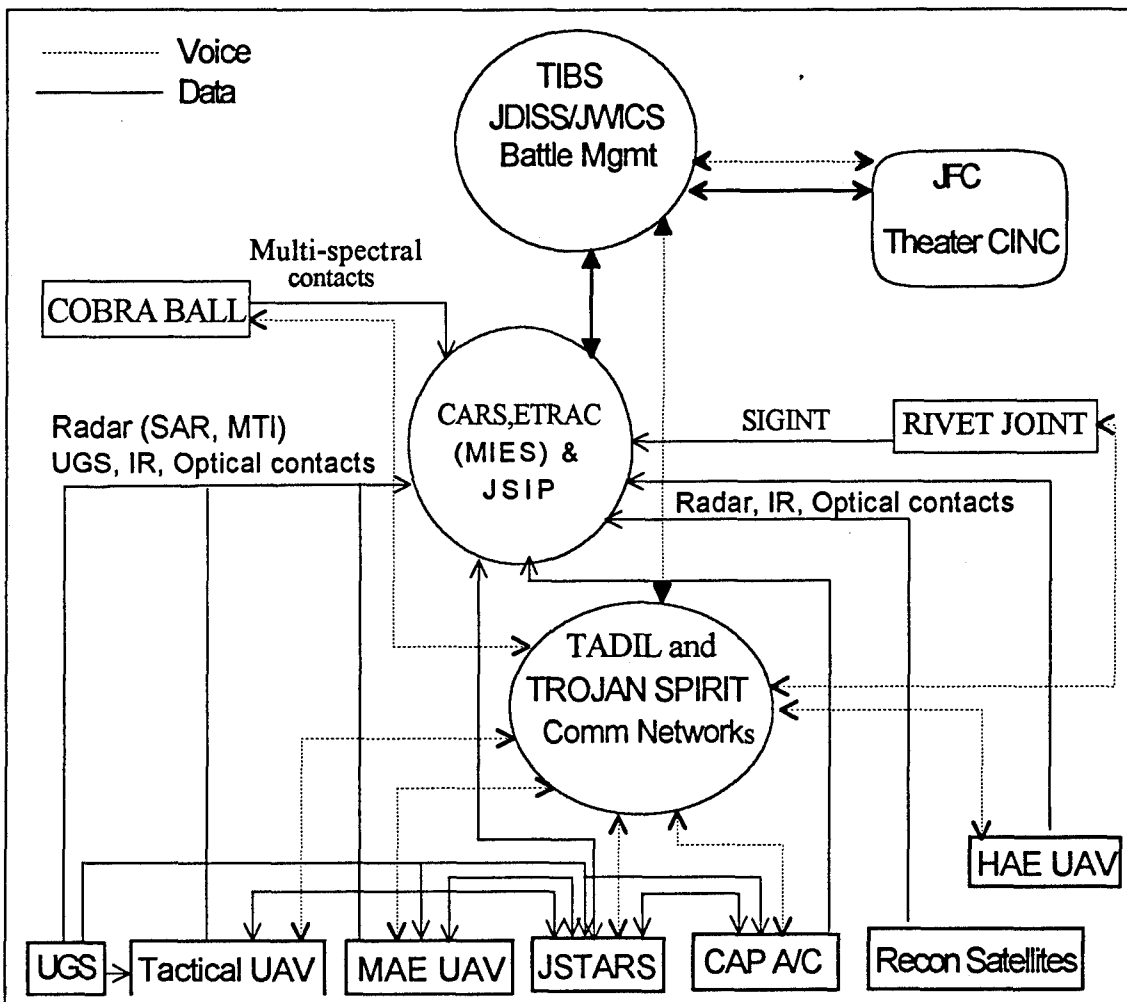 Voice
Data
TIBS
JDISS/JWICS
Battle Mgmt
JFC
Theater CINC
Multi-spectral
contacts
COBRA BALL
CARS,ETRAC
(MIES) &
JSIP
SIGINT
RIVET JOINT
Radar (SAR, MTI)
UGS, IR, Optical contacts
Radar, IR, Optical contacts
TADIL and
TROJAN SPIRIT
Comm Networks
HAE UAV
UGS
Tactical UAV
MAE UAV
JSTARS
CAP A/C
Recon Satellites